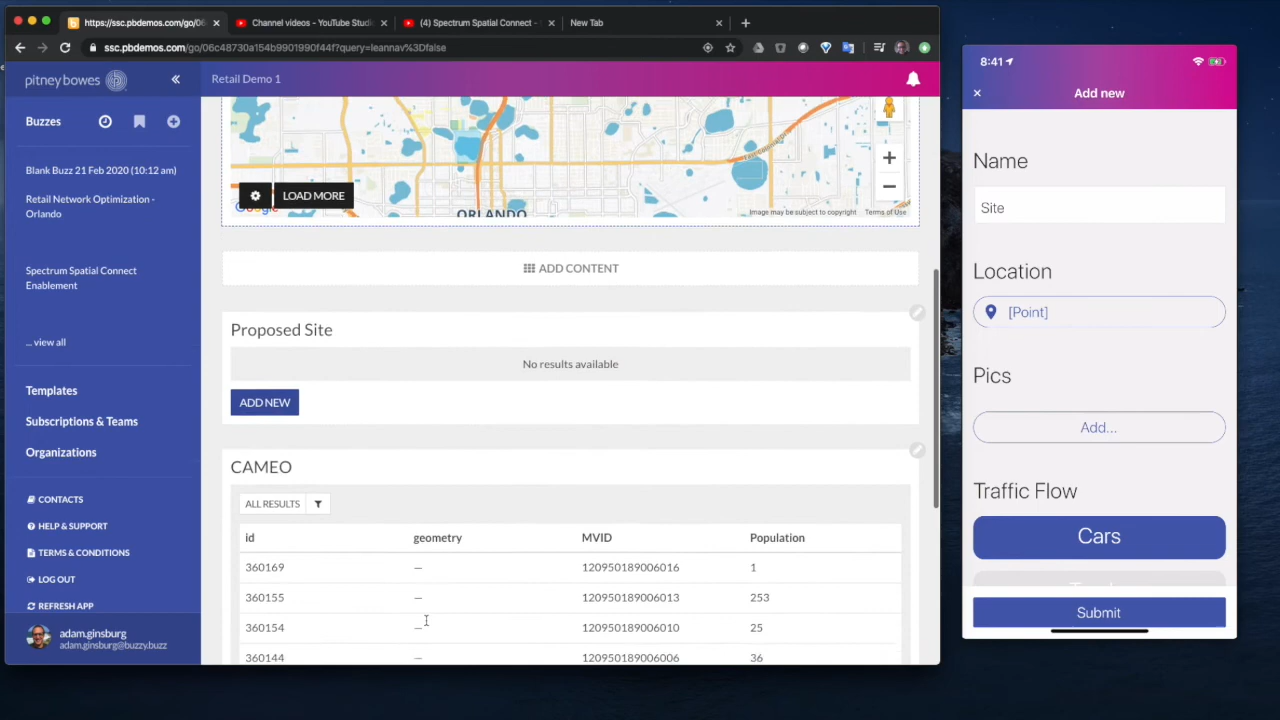 https://ssc.pbdemos.com/go/06
Channel videos - YouTube Studi
(4) Spectrum Spatial Connect -
New Tab
ssc.pbdemos.com/go/06c48730a154b9901990f44f?query=leannav%3Dfalse
pitney bowes
Retail Demo 1
Buzzes
Blank Buzz 21 Feb 2020 (10:12 am)
Retail Network Optimization -
Orlando
Spectrum Spatial Connect
Enablement
... view all
Templates
Subscriptions & Teams
Organizations
CONTACTS
HELP & SUPPORT
TERMS & CONDITIONS
LOG OUT
REFRESH APP
adam.ginsburg
adam.ginsburg@buzzy.buzz
LOAD MORE
Google
ORLANDO
Image may be subject to copyright
Terms of Use
ADD CONTENT
Proposed Site
No results available
ADD NEW
CAMEO
ALL RESULTS
id geometry MVID Population
360169 — 120950189006016 1
360155 — 120950189006013 253
360154 — 120950189006010 25
360144 — 120950189006006 36
8:41
Add new
Name
Site
Location
[Point]
Pics
Add...
Traffic Flow
Cars
Submit